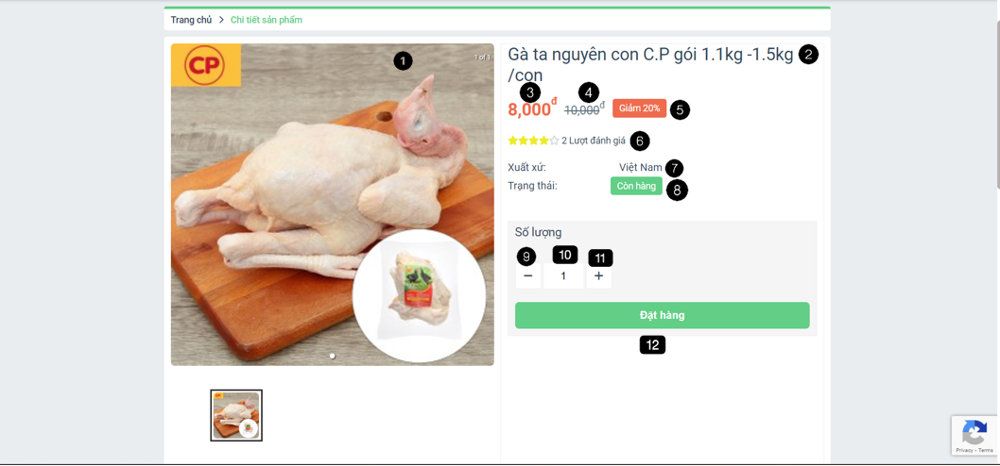 Trang chủ > Chi tiết sản phẩm
CP
1
1 of 1
Gà ta nguyên con C.P gói 1.1kg -1.5kg 2
/con
3 4
8,000đ 10,000đ Giảm 20% 5
2 Lượt đánh giá 6
Xuất xứ: Việt Nam 7
Trạng thái: Còn hàng 8
Số lượng
9 10 11
− 1 +
Đặt hàng
12
Privacy - Terms